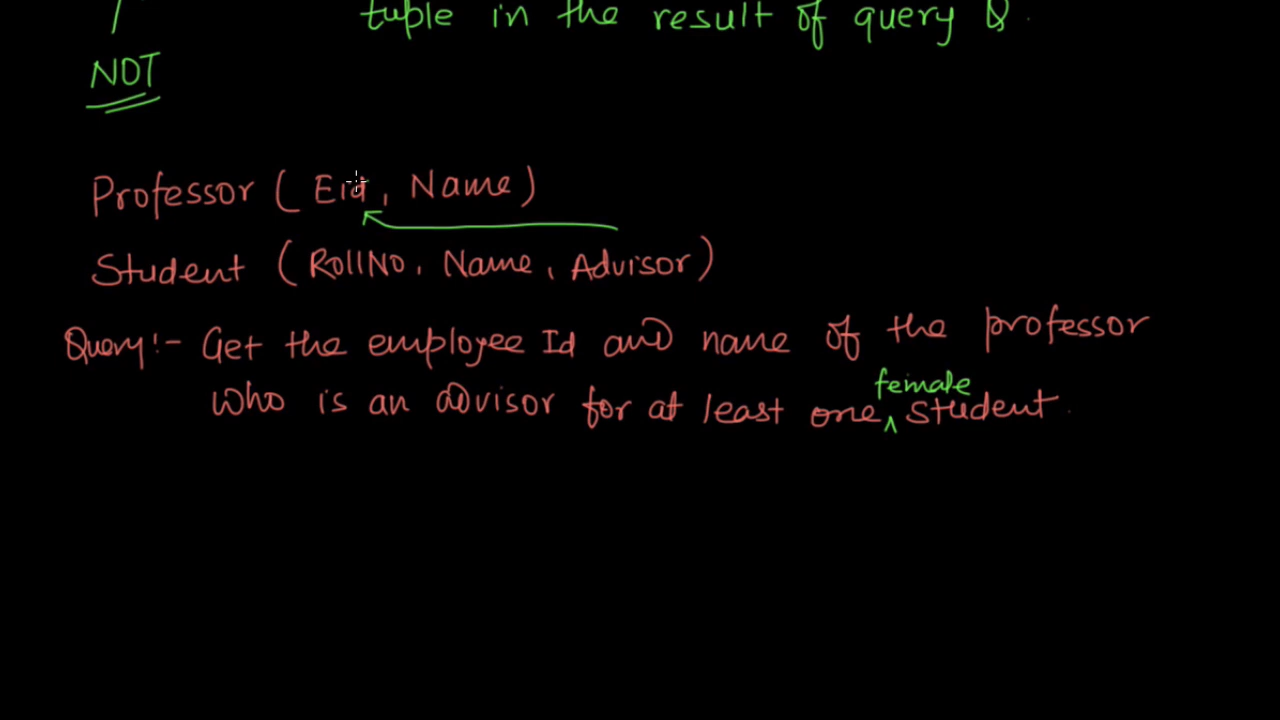 tuple in the result of query Q.
NOT
Professor ( Eid, Name )
Student ( RollNo, Name, Advisor )
Query:- Get the employee Id and name of the professor
who is an advisor for at least one ^ female student.